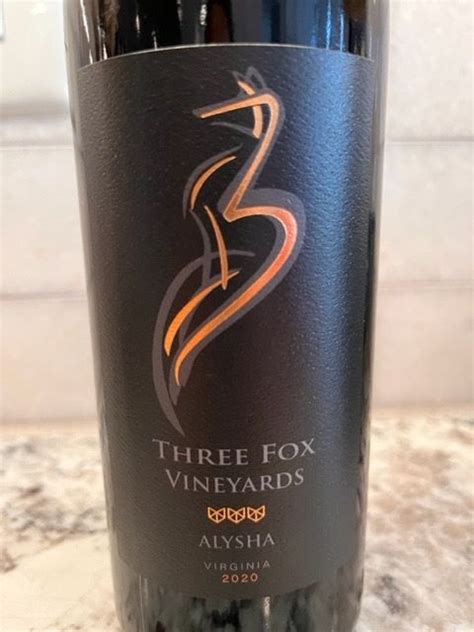 THREE FOX
VINEYARDS
ALYSHA
VIRGINIA
2020